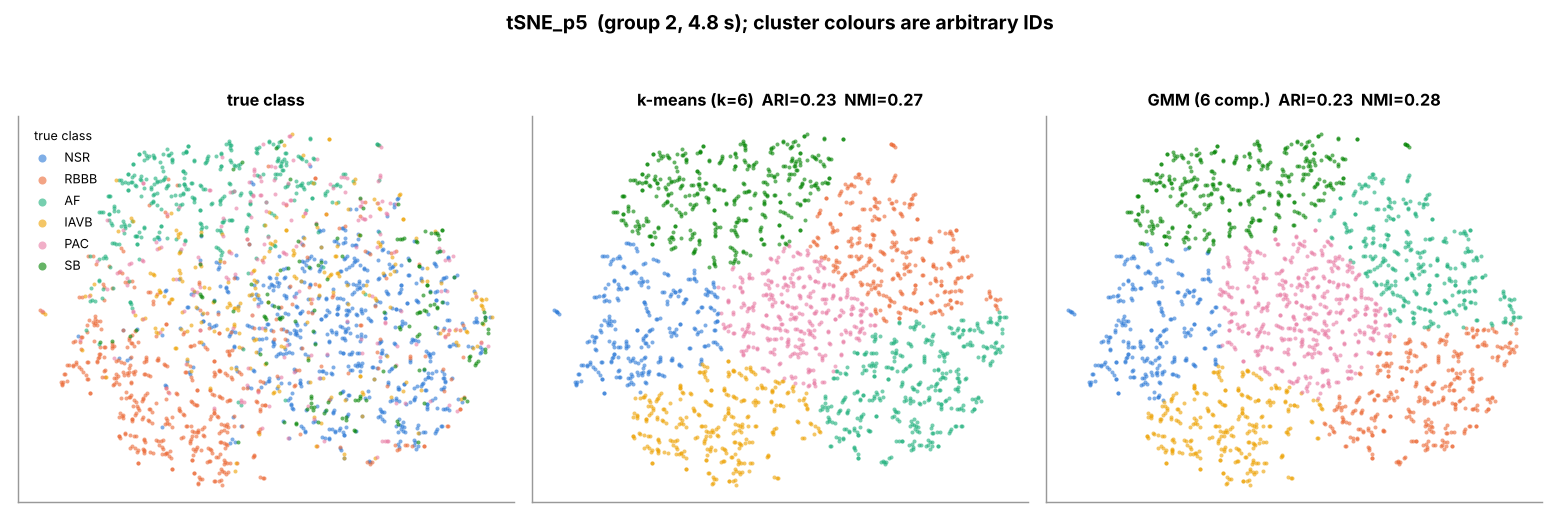 tSNE_p5 (group 2, 4.8 s); cluster colours are arbitrary IDs
true class
true class
NSR
RBBB
AF
IAVB
PAC
SB
k-means (k=6) ARI=0.23 NMI=0.27
GMM (6 comp.) ARI=0.23 NMI=0.28